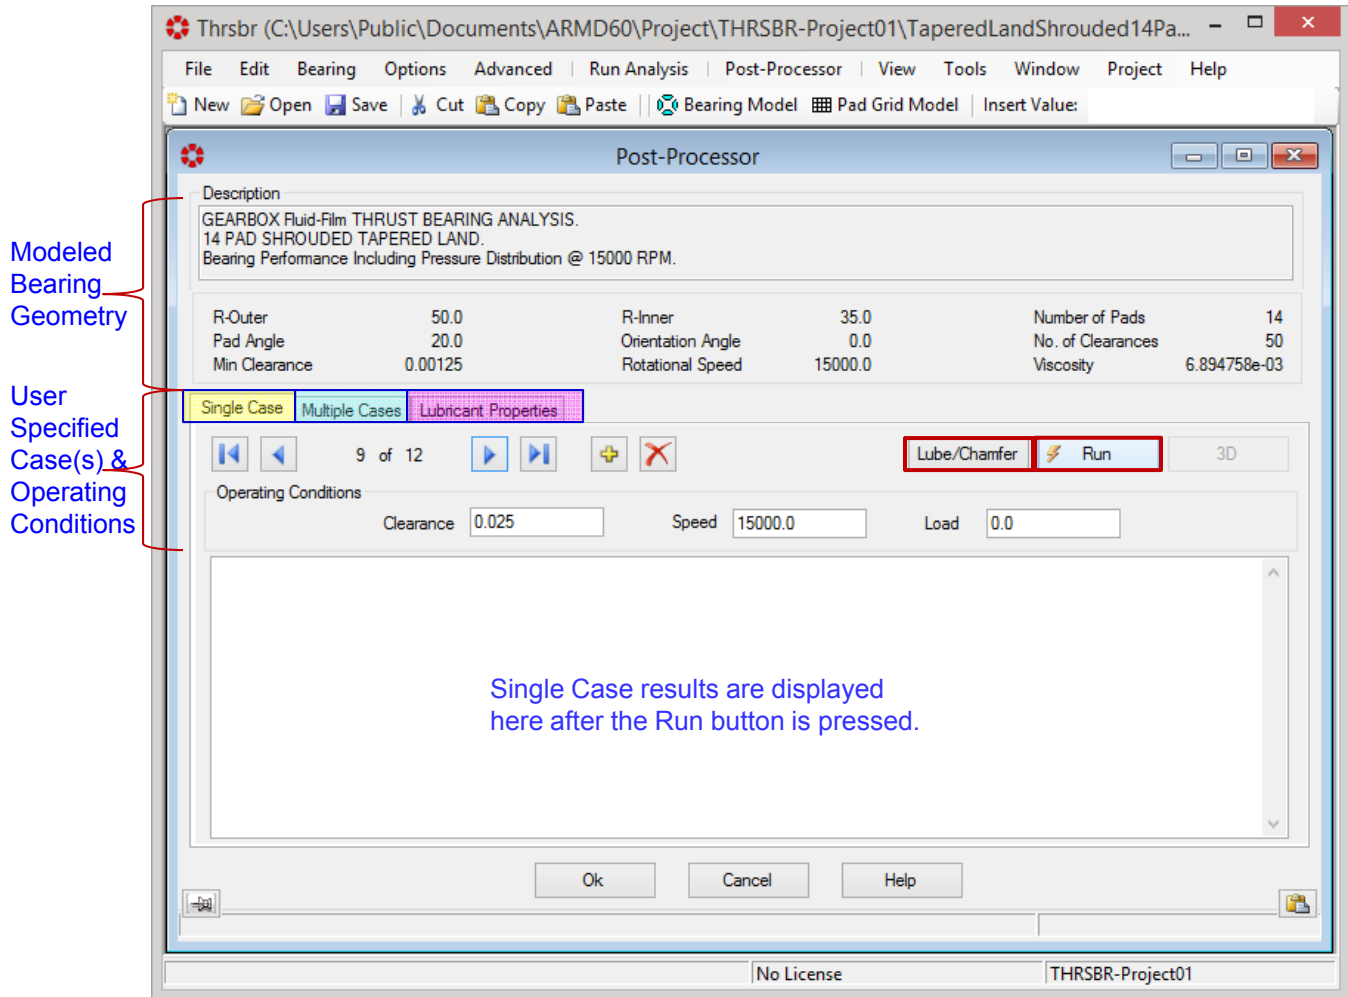 Thrsbr (C:\Users\Public\Documents\ARMD60\Project\THRSBR-Project01\TaperedLandShrouded14Pa...
File Edit Bearing Options Advanced Run Analysis Post-Processor View Tools Window Project Help
New Open Save Cut Copy Paste Bearing Model Pad Grid Model Insert Value:
Post-Processor
Description
GEARBOX Fluid-Film THRUST BEARING ANALYSIS.
14 PAD SHROUDED TAPERED LAND.
Bearing Performance Including Pressure Distribution @ 15000 RPM.
Modeled
Bearing
Geometry
R-Outer 50.0 R-Inner 35.0 Number of Pads 14
Pad Angle 20.0 Orientation Angle 0.0 No. of Clearances 50
Min Clearance 0.00125 Rotational Speed 15000.0 Viscosity 6.894758e-03
User
Specified
Case(s) &
Operating
Conditions
Single Case Multiple Cases Lubricant Properties
9 of 12 Lube/Chamfer Run 3D
Operating Conditions
Clearance 0.025 Speed 15000.0 Load 0.0
Single Case results are displayed
here after the Run button is pressed.
Ok Cancel Help
No License THRSBR-Project01